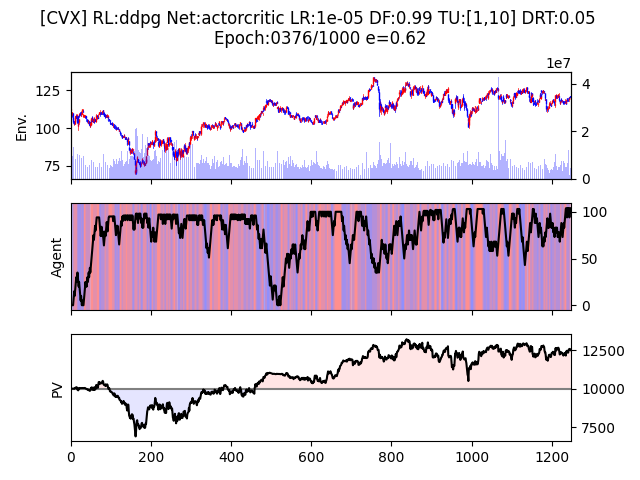 [CVX] RL:ddpg Net:actorcritic LR:1e-05 DF:0.99 TU:[1,10] DRT:0.05
Epoch:0376/1000 e=0.62
1e7
Env.
125
100
75
4
2
0
Agent
100
50
0
PV
12500
10000
7500
0 200 400 600 800 1000 1200